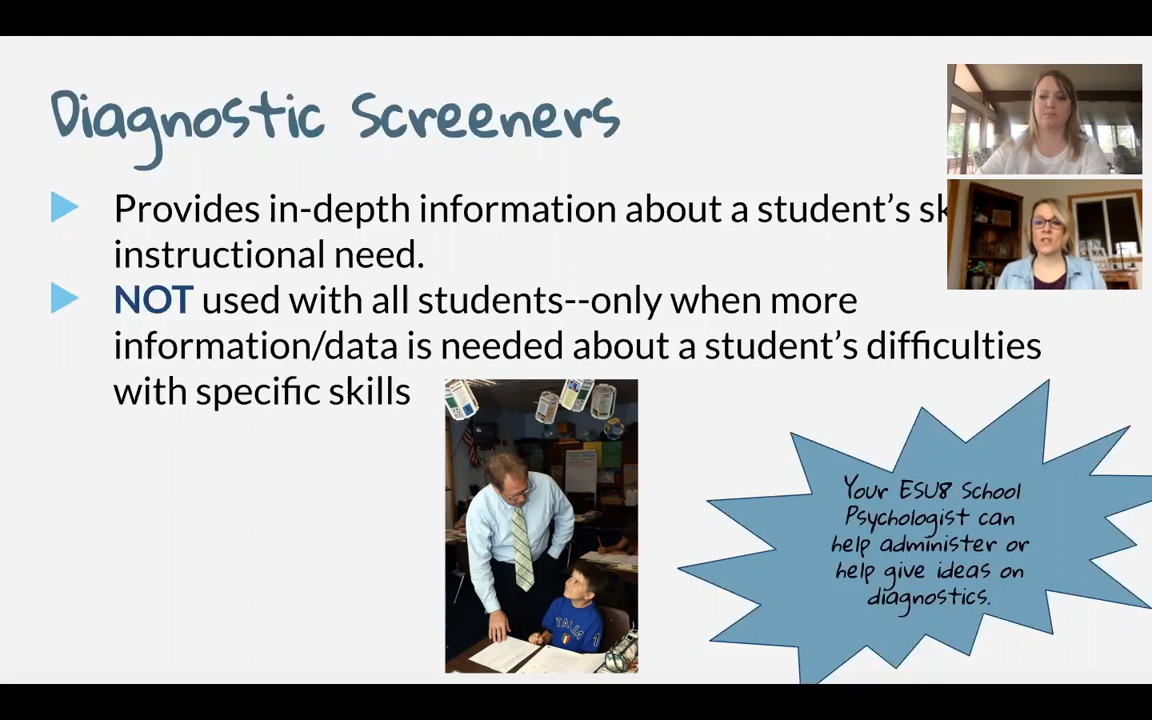 Diagnostic Screeners
Provides in-depth information about a student's
instructional need.
NOT used with all students--only when more
information/data is needed about a student's difficulties
with specific skills
Your ESU8 School
Psychologist can
help administer or
help give ideas on
diagnostics.
ITALIA